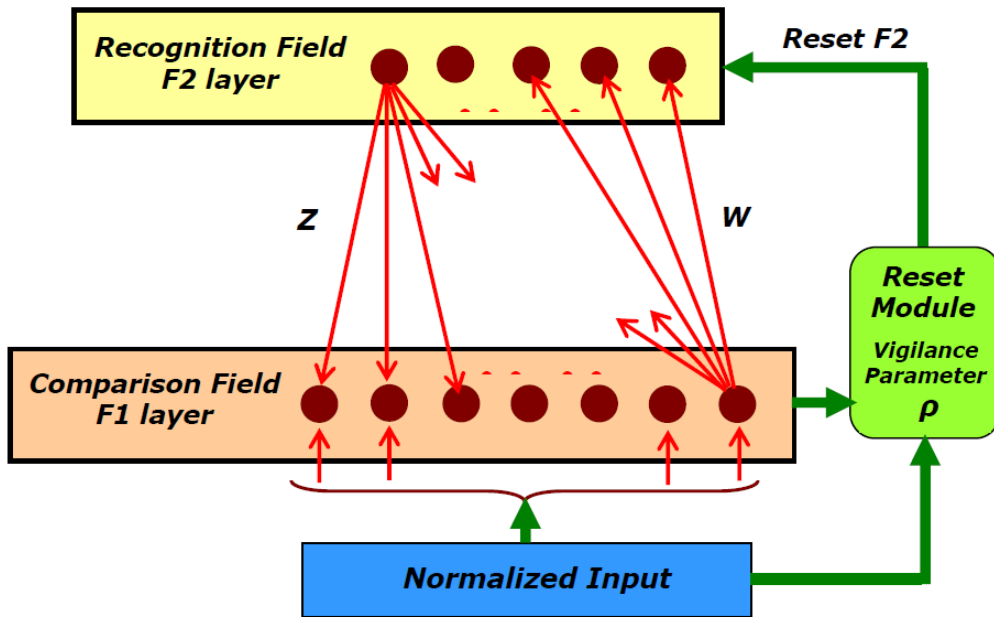 Recognition Field
F2 layer
Reset F2
Z
W
Reset
Module
Vigilance
Parameter
ρ
Comparison Field
F1 layer
Normalized Input